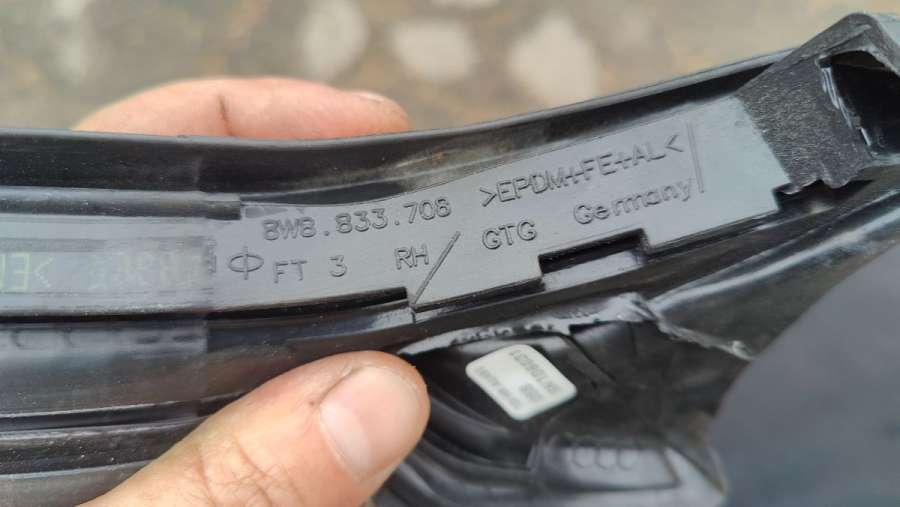 8W8.833.708 >EPDM+FE+AL<
FT 3 RH GTG Germany